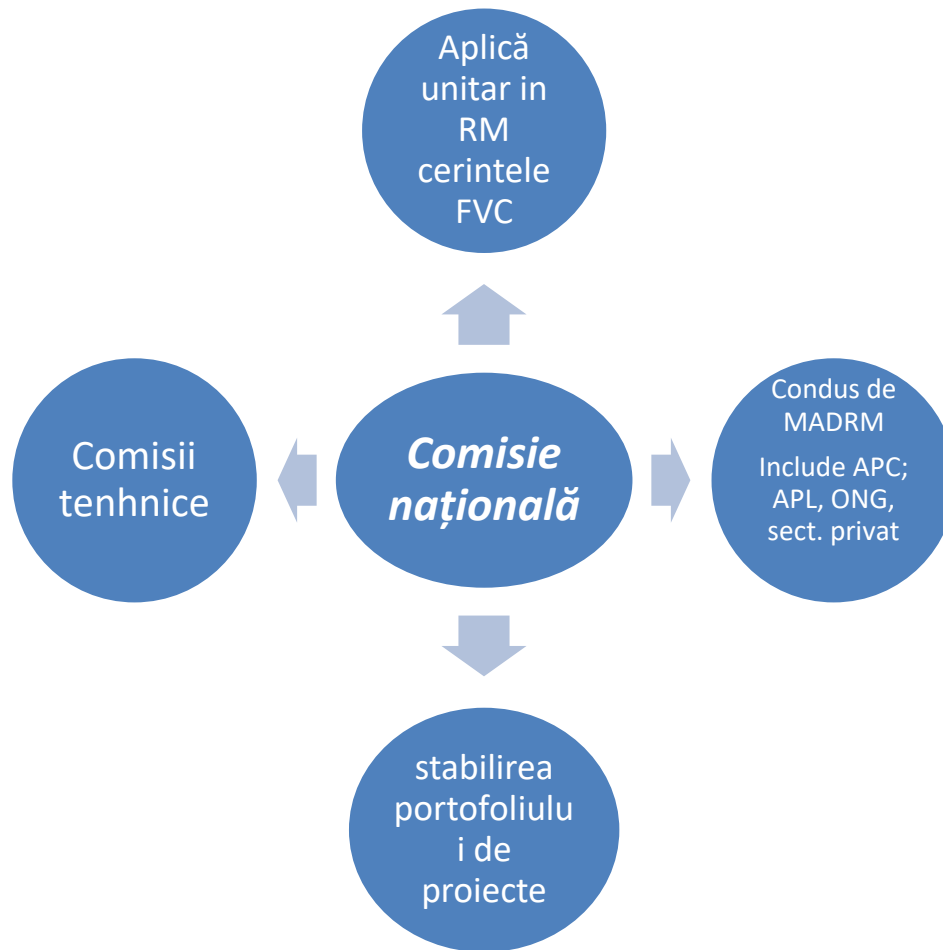 Aplică
unitar in
RM
cerintele
FVC
Comisii
tenhnice
Comisie
națională
Condus de
MADRM
Include APC;
APL, ONG,
sect. privat
stabilirea
portofoliulu
i de
proiecte